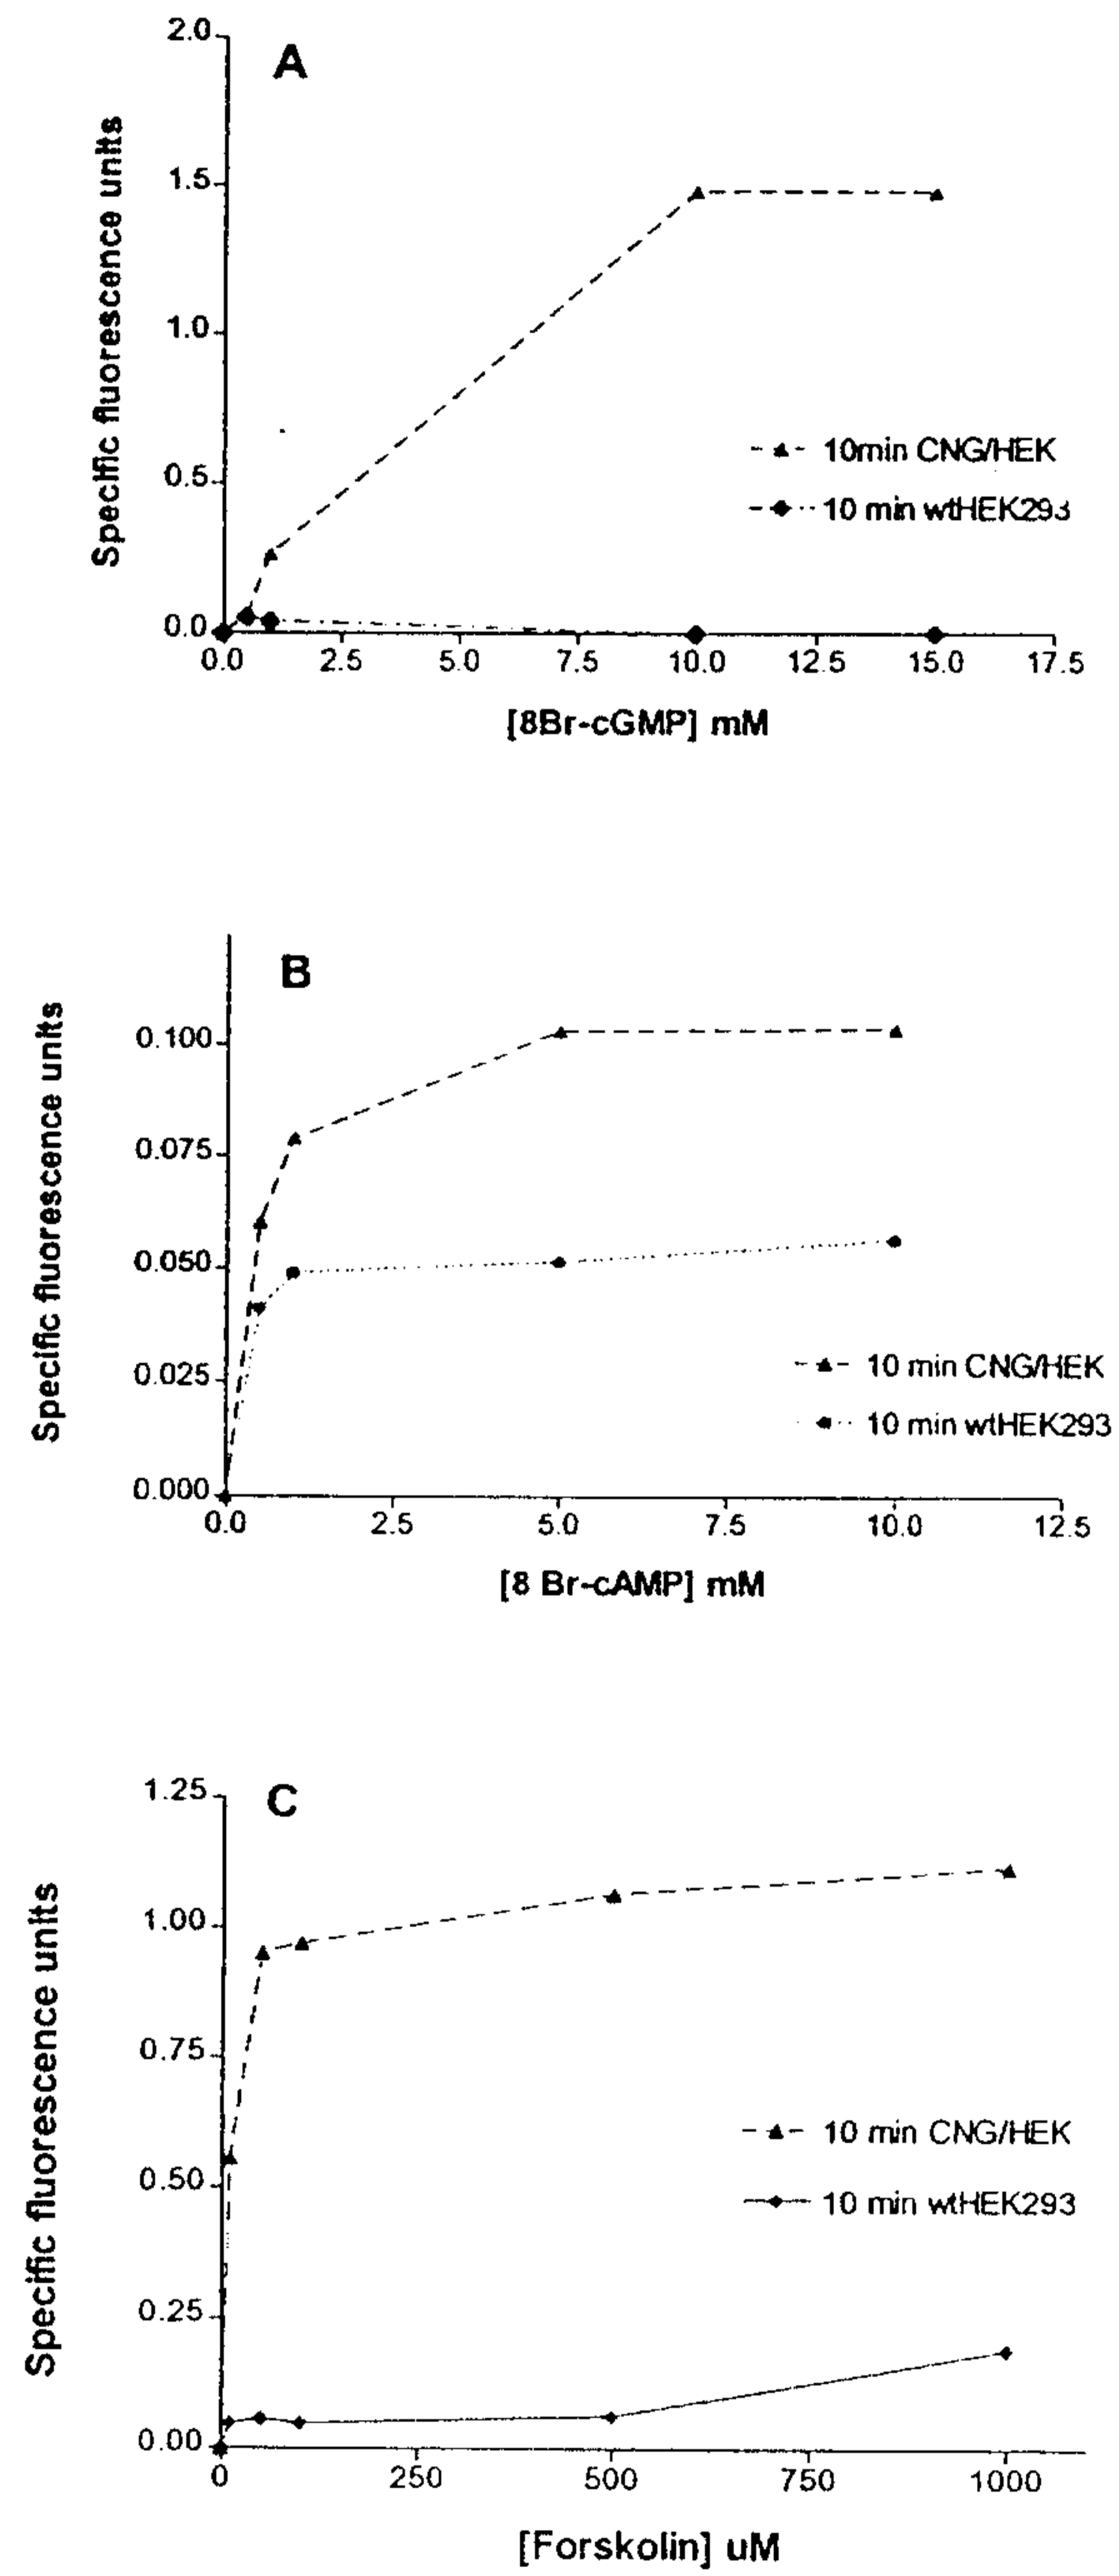 2.0
A
1.5
1.0
0.5
0.0
Specific fluorescence units
10min CNG/HEK
10 min wtHEK293
0.0 2.5 5.0 7.5 10.0 12.5 15.0 17.5
[8Br-cGMP] mM
B
0.100
0.075
0.050
0.025
0.000
Specific fluorescence units
10 min CNG/HEK
10 min wtHEK293
0.0 2.5 5.0 7.5 10.0 12.5
[8 Br-cAMP] mM
1.25
C
1.00
0.75
0.50
0.25
0.00
Specific fluorescence units
10 min CNG/HEK
10 min wtHEK293
0 250 500 750 1000
[Forskolin] uM